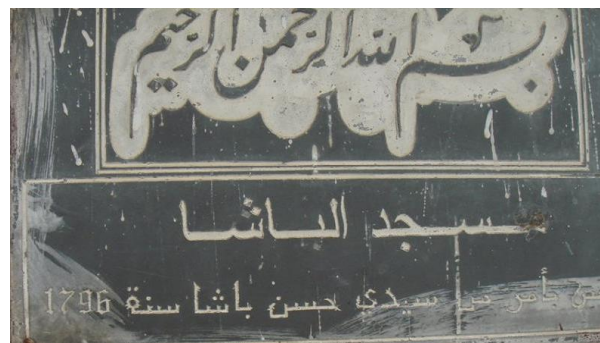 بسم الله الرحمن الرحيم
مسجد الباشا
بأمر من سيدي حسن باشا سنة 1796